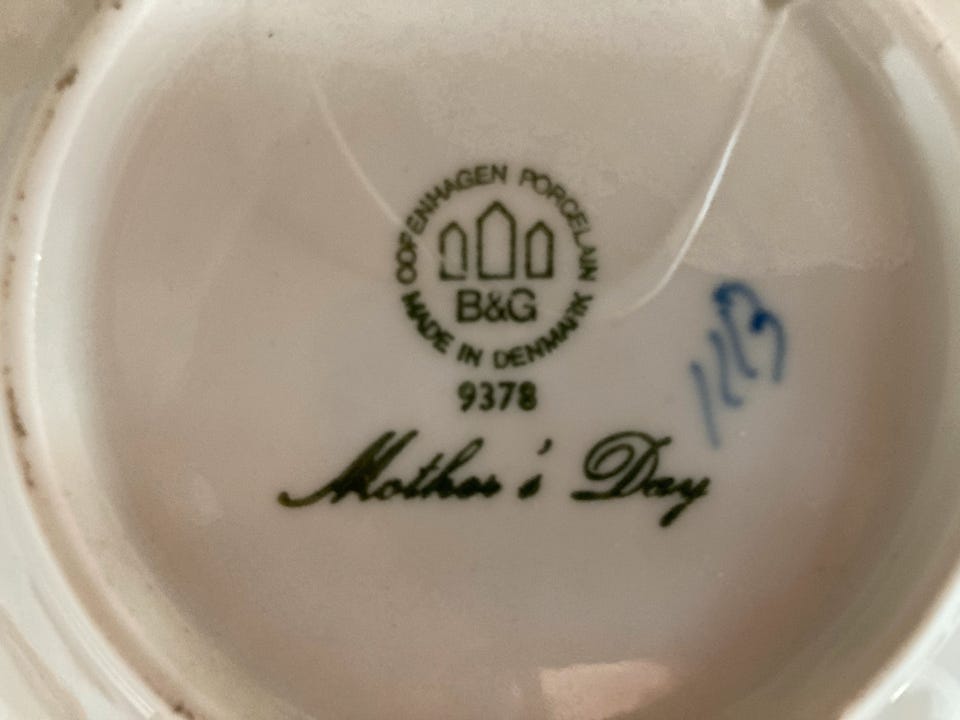 COPENHAGEN PORCELAIN
B&G
MADE IN DENMARK
9378
Mother's Day